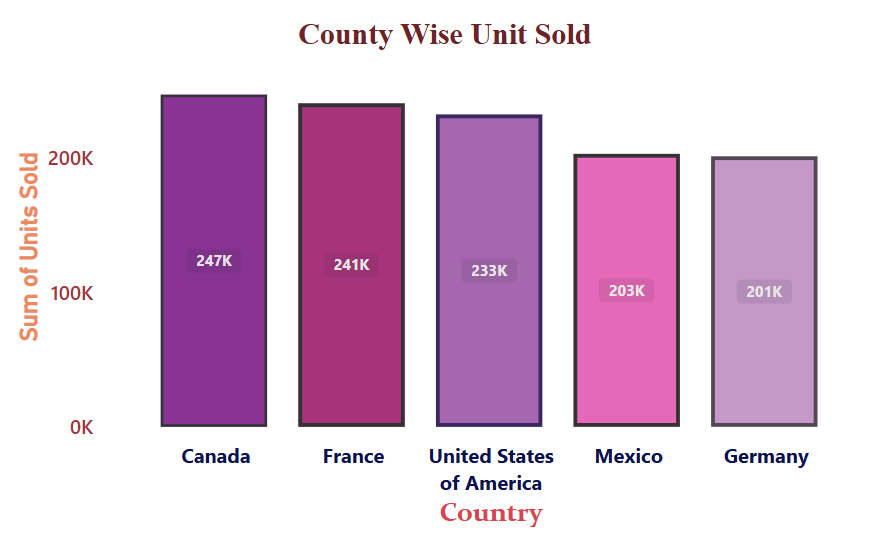 County Wise Unit Sold
Sum of Units Sold
200K
100K
0K
247K
241K
233K
203K
201K
Canada
France
United States
of America
Mexico
Germany
Country